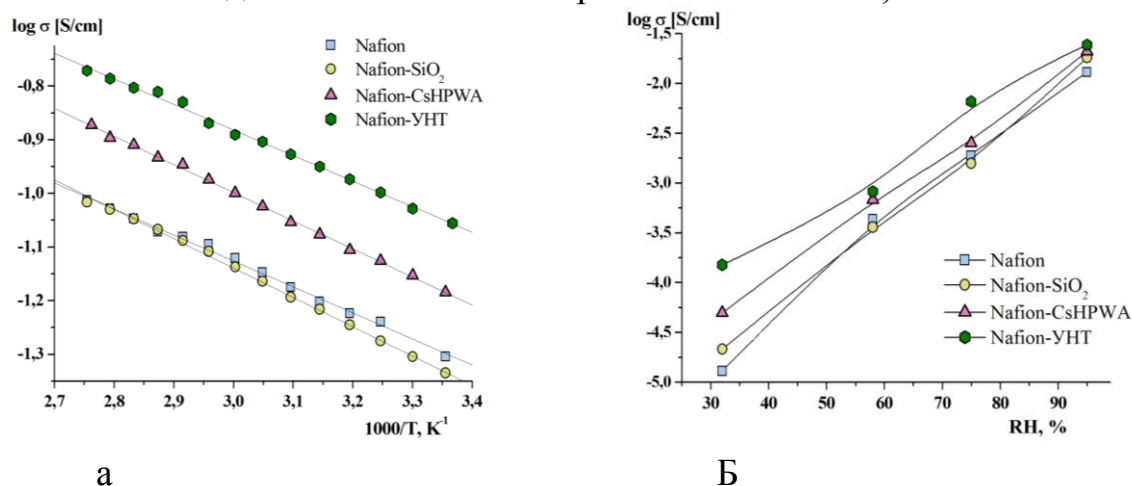 log σ [S/cm]
Nafion
Nafion-SiO₂
Nafion-CsHPWA
Nafion-УНТ
-0,8
-0,9
-1,0
-1,1
-1,2
-1,3
2,7 2,8 2,9 3,0 3,1 3,2 3,3 3,4
1000/T, K⁻¹
а
log σ [S/cm]
-1,5
-2,0
-2,5
-3,0
-3,5
-4,0
-4,5
-5,0
Nafion
Nafion-SiO₂
Nafion-CsHPWA
Nafion-УНТ
30 40 50 60 70 80 90
RH, %
Б